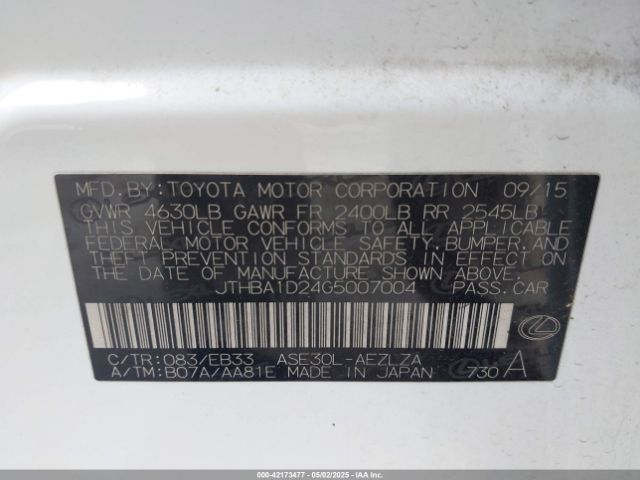 MFD. BY: TOYOTA MOTOR CORPORATION 09/15
GVWR 4630LB GAWR FR 2400LB RR 2545LB
THIS VEHICLE CONFORMS TO ALL APPLICABLE
FEDERAL MOTOR VEHICLE SAFETY, BUMPER, AND
THEFT PREVENTION STANDARDS IN EFFECT ON
THE DATE OF MANUFACTURE SHOWN ABOVE.
JTHBA1D24G5007004 PASS. CAR
C/TR: 083/EB33 ASE30L-AEZLZA
A/TM: B07A/AA81E MADE IN JAPAN 730 A
000-42173477 - 05/02/2025 - IAAI.COM